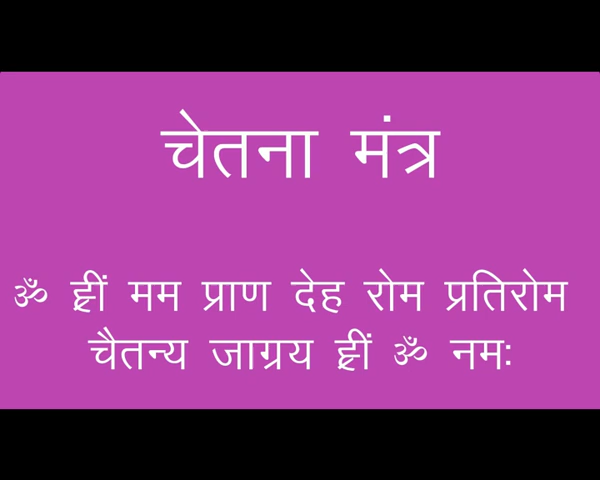 चेतना मंत्र
ॐ ह्रीं मम प्राण देह रोम प्रतिरोम
चैतन्य जाग्रय ह्रीं ॐ नमः